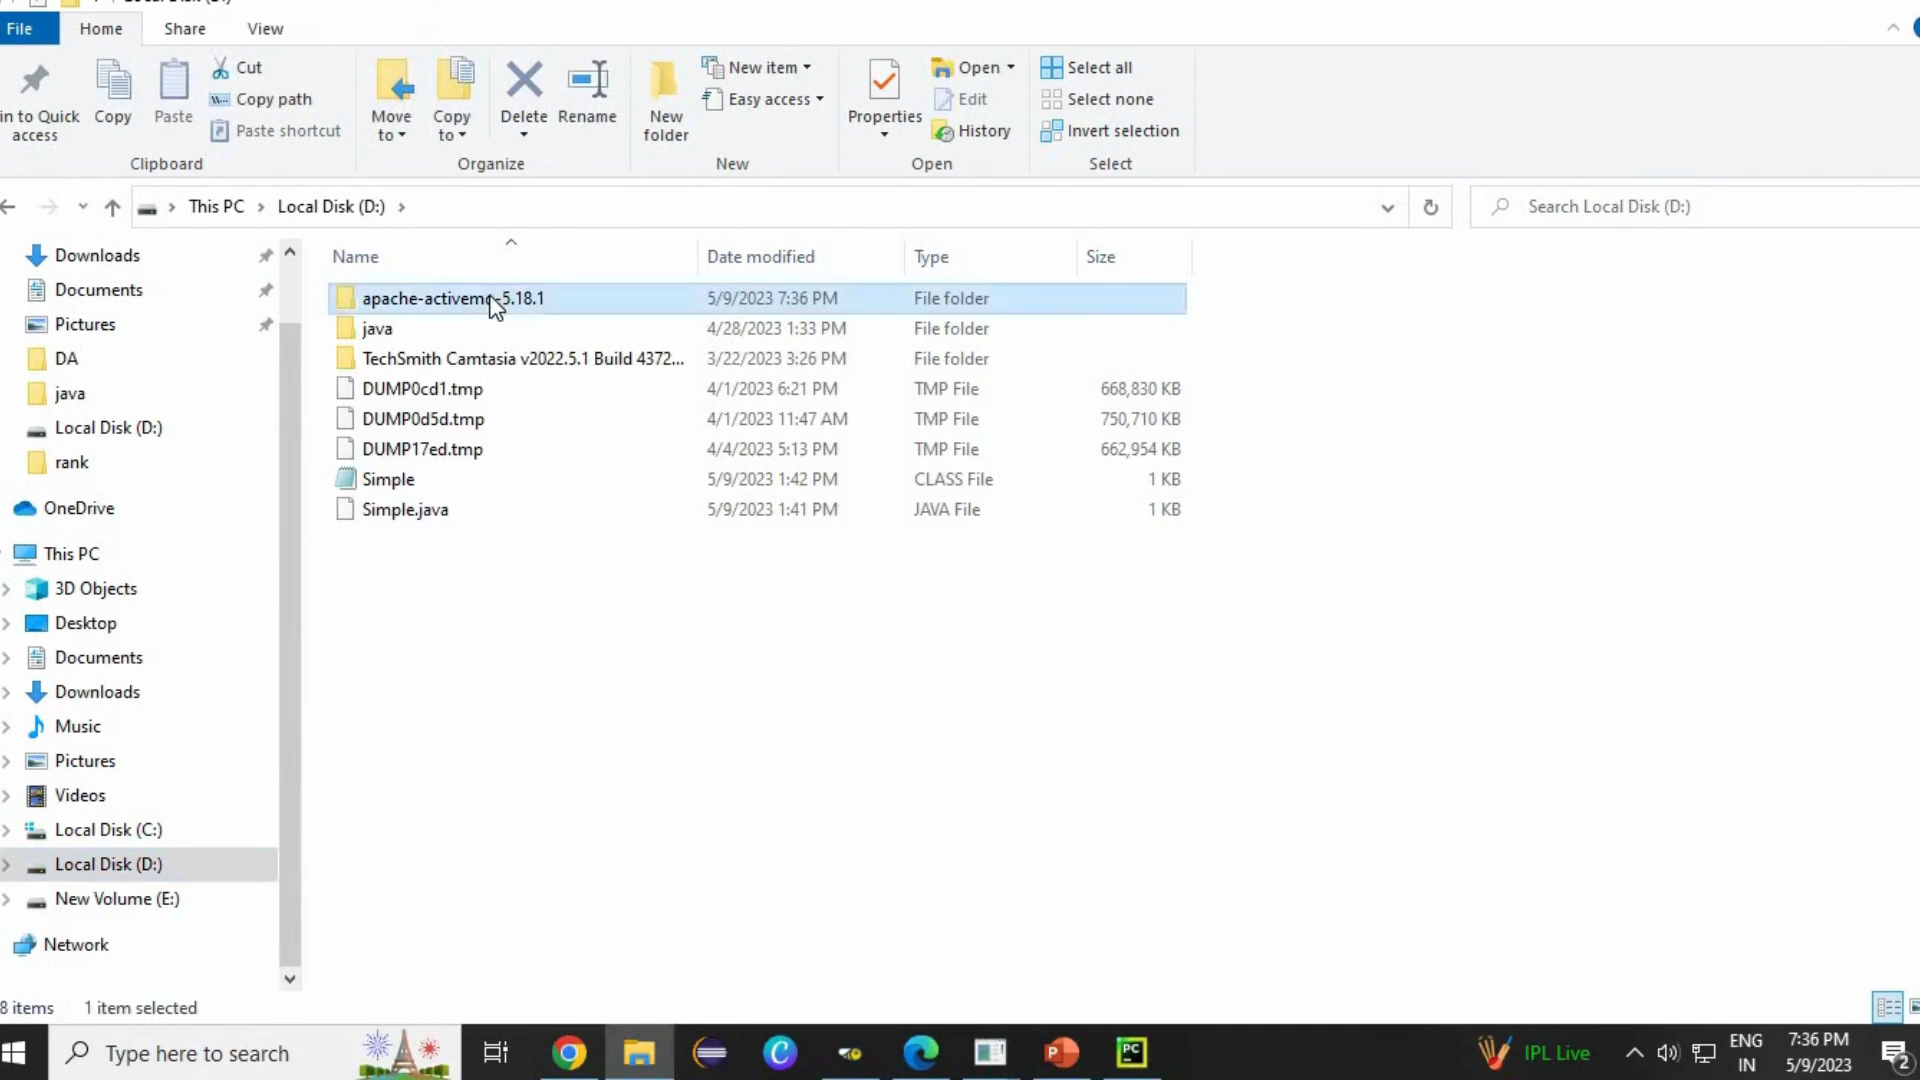 File Home Share View
in to Quick access
Copy
Paste
Cut
Copy path
Paste shortcut
Clipboard
Move to
Copy to
Delete
Rename
Organize
New folder
New item
Easy access
New
Properties
Open
Edit
History
Open
Select all
Select none
Invert selection
Select
This PC > Local Disk (D:) >
Search Local Disk (D:)
Downloads
Documents
Pictures
DA
java
Local Disk (D:)
rank
OneDrive
This PC
3D Objects
Desktop
Documents
Downloads
Music
Pictures
Videos
Local Disk (C:)
Local Disk (D:)
New Volume (E:)
Network
Name Date modified Type Size
apache-activemq-5.18.1 5/9/2023 7:36 PM File folder
java 4/28/2023 1:33 PM File folder
TechSmith Camtasia v2022.5.1 Build 4372... 3/22/2023 3:26 PM File folder
DUMP0cd1.tmp 4/1/2023 6:21 PM TMP File 668,830 KB
DUMP0d5d.tmp 4/1/2023 11:47 AM TMP File 750,710 KB
DUMP17ed.tmp 4/4/2023 5:13 PM TMP File 662,954 KB
Simple 5/9/2023 1:42 PM CLASS File 1 KB
Simple.java 5/9/2023 1:41 PM JAVA File 1 KB
8 items 1 item selected
Type here to search
PC
IPL Live
ENG
IN
7:36 PM
5/9/2023
2